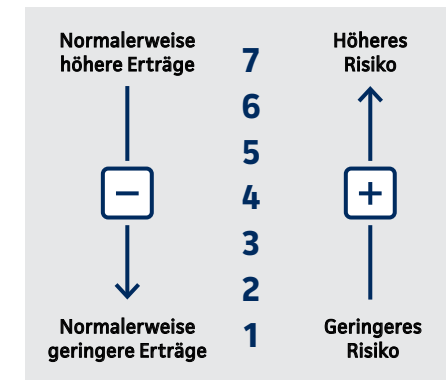 Normalerweise
höhere Erträge
7
6
5
4
3
2
1
Höheres
Risiko
−
+
Normalerweise
geringere Erträge
Geringeres
Risiko